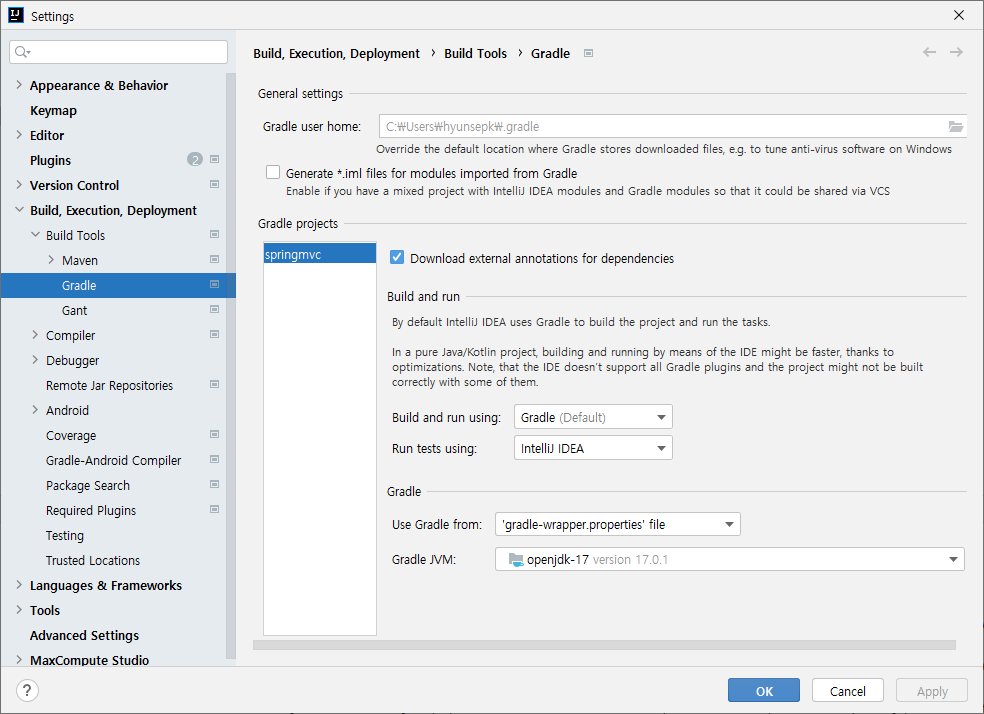 Settings
Appearance & Behavior
Keymap
Editor
Plugins 2
Version Control
Build, Execution, Deployment
Build Tools
Maven
Gradle
Gant
Compiler
Debugger
Remote Jar Repositories
Android
Coverage
Gradle-Android Compiler
Package Search
Required Plugins
Testing
Trusted Locations
Languages & Frameworks
Tools
Advanced Settings
MaxCompute Studio
Build, Execution, Deployment › Build Tools › Gradle
General settings
Gradle user home: C:₩Users₩hyunsepk₩.gradle
Override the default location where Gradle stores downloaded files, e.g. to tune anti-virus software on Windows
Generate *.iml files for modules imported from Gradle
Enable if you have a mixed project with IntelliJ IDEA modules and Gradle modules so that it could be shared via VCS
Gradle projects
springmvc
Download external annotations for dependencies
Build and run
By default IntelliJ IDEA uses Gradle to build the project and run the tasks.
In a pure Java/Kotlin project, building and running by means of the IDE might be faster, thanks to
optimizations. Note, that the IDE doesn't support all Gradle plugins and the project might not be built
correctly with some of them.
Build and run using: Gradle (Default)
Run tests using: IntelliJ IDEA
Gradle
Use Gradle from: 'gradle-wrapper.properties' file
Gradle JVM: openjdk-17 version 17.0.1
?
OK
Cancel
Apply